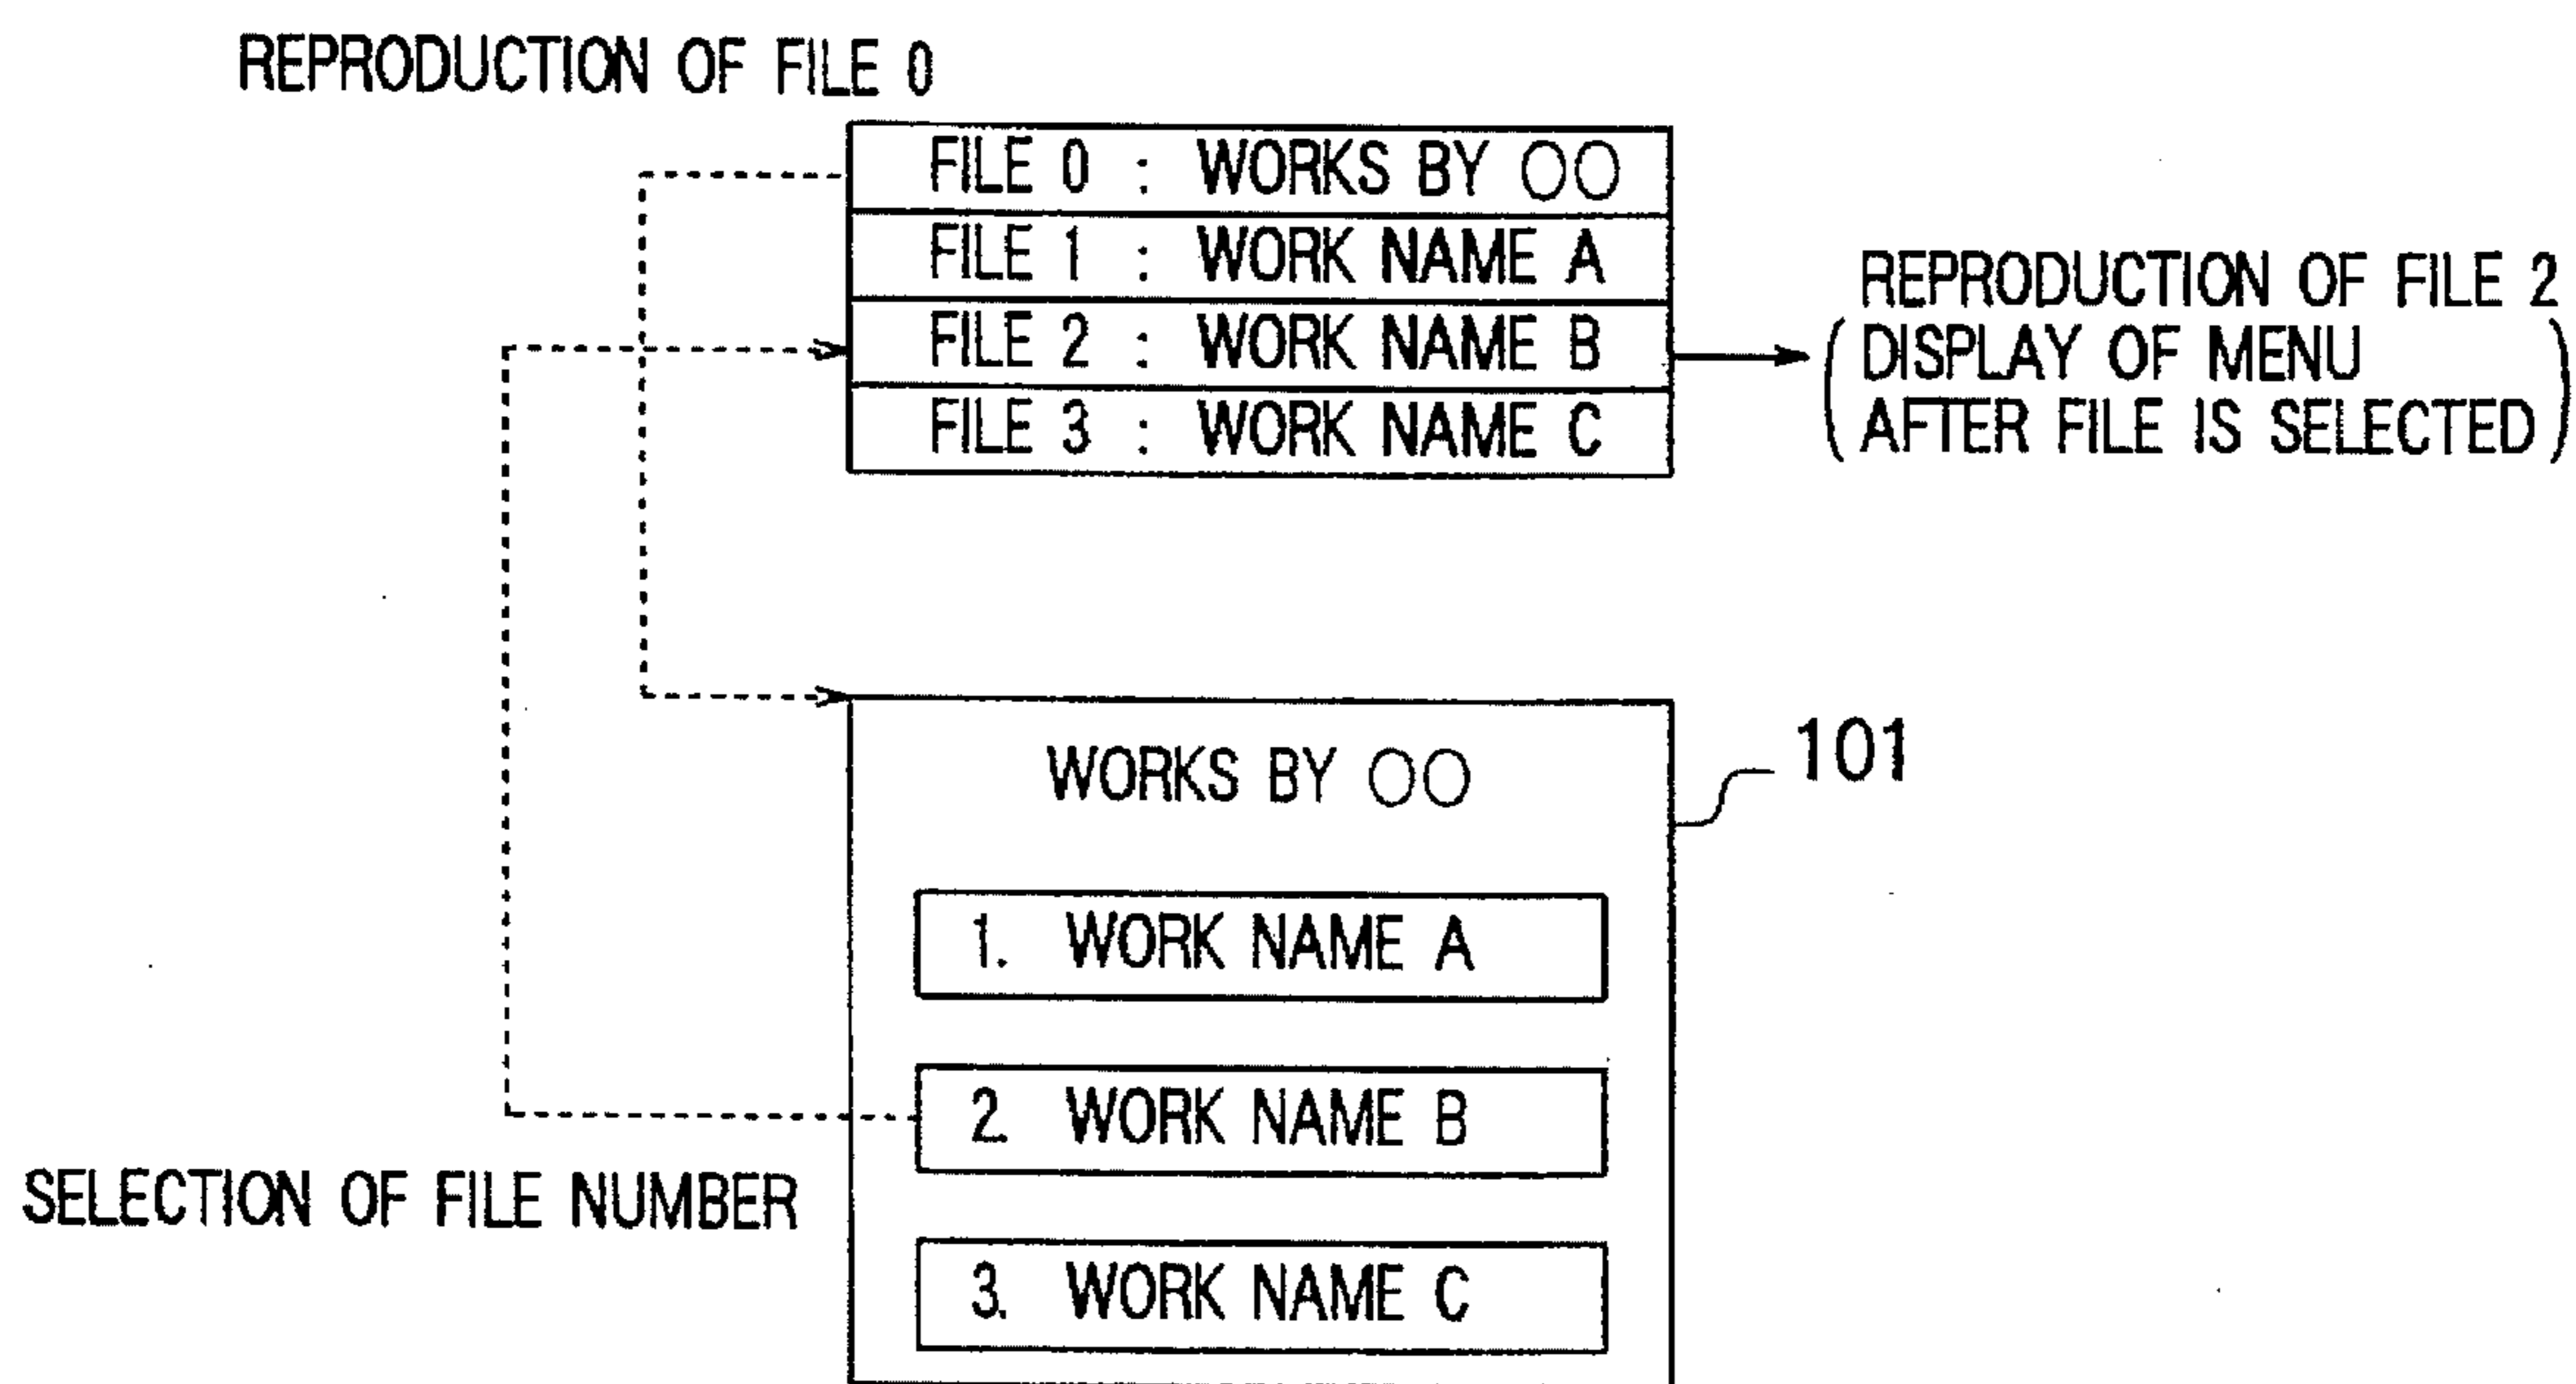 REPRODUCTION OF FILE 0
FILE 0 : WORKS BY ○○
FILE 1 : WORK NAME A
FILE 2 : WORK NAME B
FILE 3 : WORK NAME C
REPRODUCTION OF FILE 2
(DISPLAY OF MENU
AFTER FILE IS SELECTED)
WORKS BY ○○
101
1. WORK NAME A
2. WORK NAME B
3. WORK NAME C
SELECTION OF FILE NUMBER